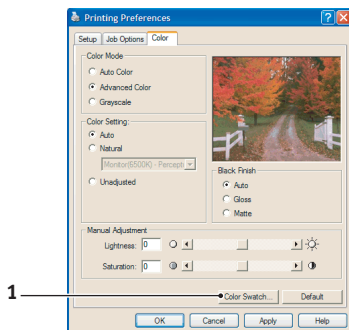 Printing Preferences
Setup Job Options Color
Color Mode
Auto Color
Advanced Color
Grayscale
Color Setting:
Auto
Natural
Monitor(6500K) - Percepti
Unadjusted
Black Finish
Auto
Gloss
Matte
Manual Adjustment
Lightness: 0
Saturation: 0
1
Color Swatch... Default
OK Cancel Apply Help